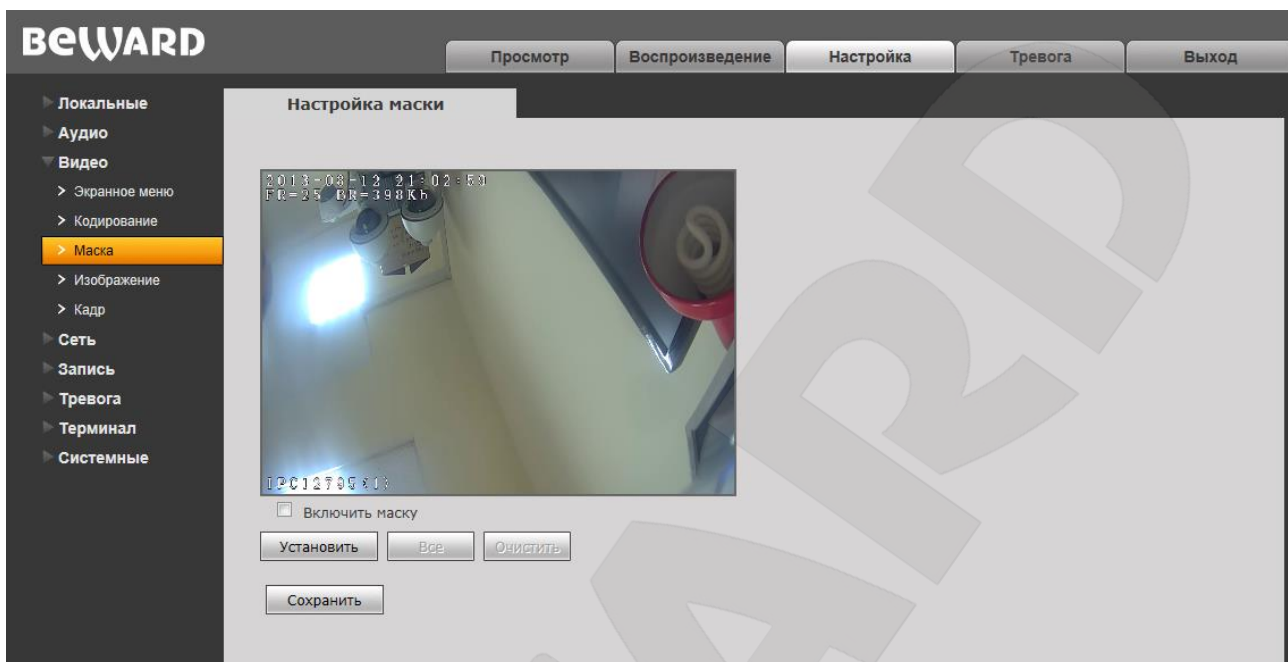 BEWARD
Просмотр
Воспроизведение
Настройка
Тревога
Выход
Локальные
Аудио
Видео
Экранное меню
Кодирование
Маска
Изображение
Кадр
Сеть
Запись
Тревога
Терминал
Системные
Настройка маски
2013-03-12 21:02:50
FR=25 BR=398Kb
Включить маску
Установить
Все
Очистить
Сохранить
ARD